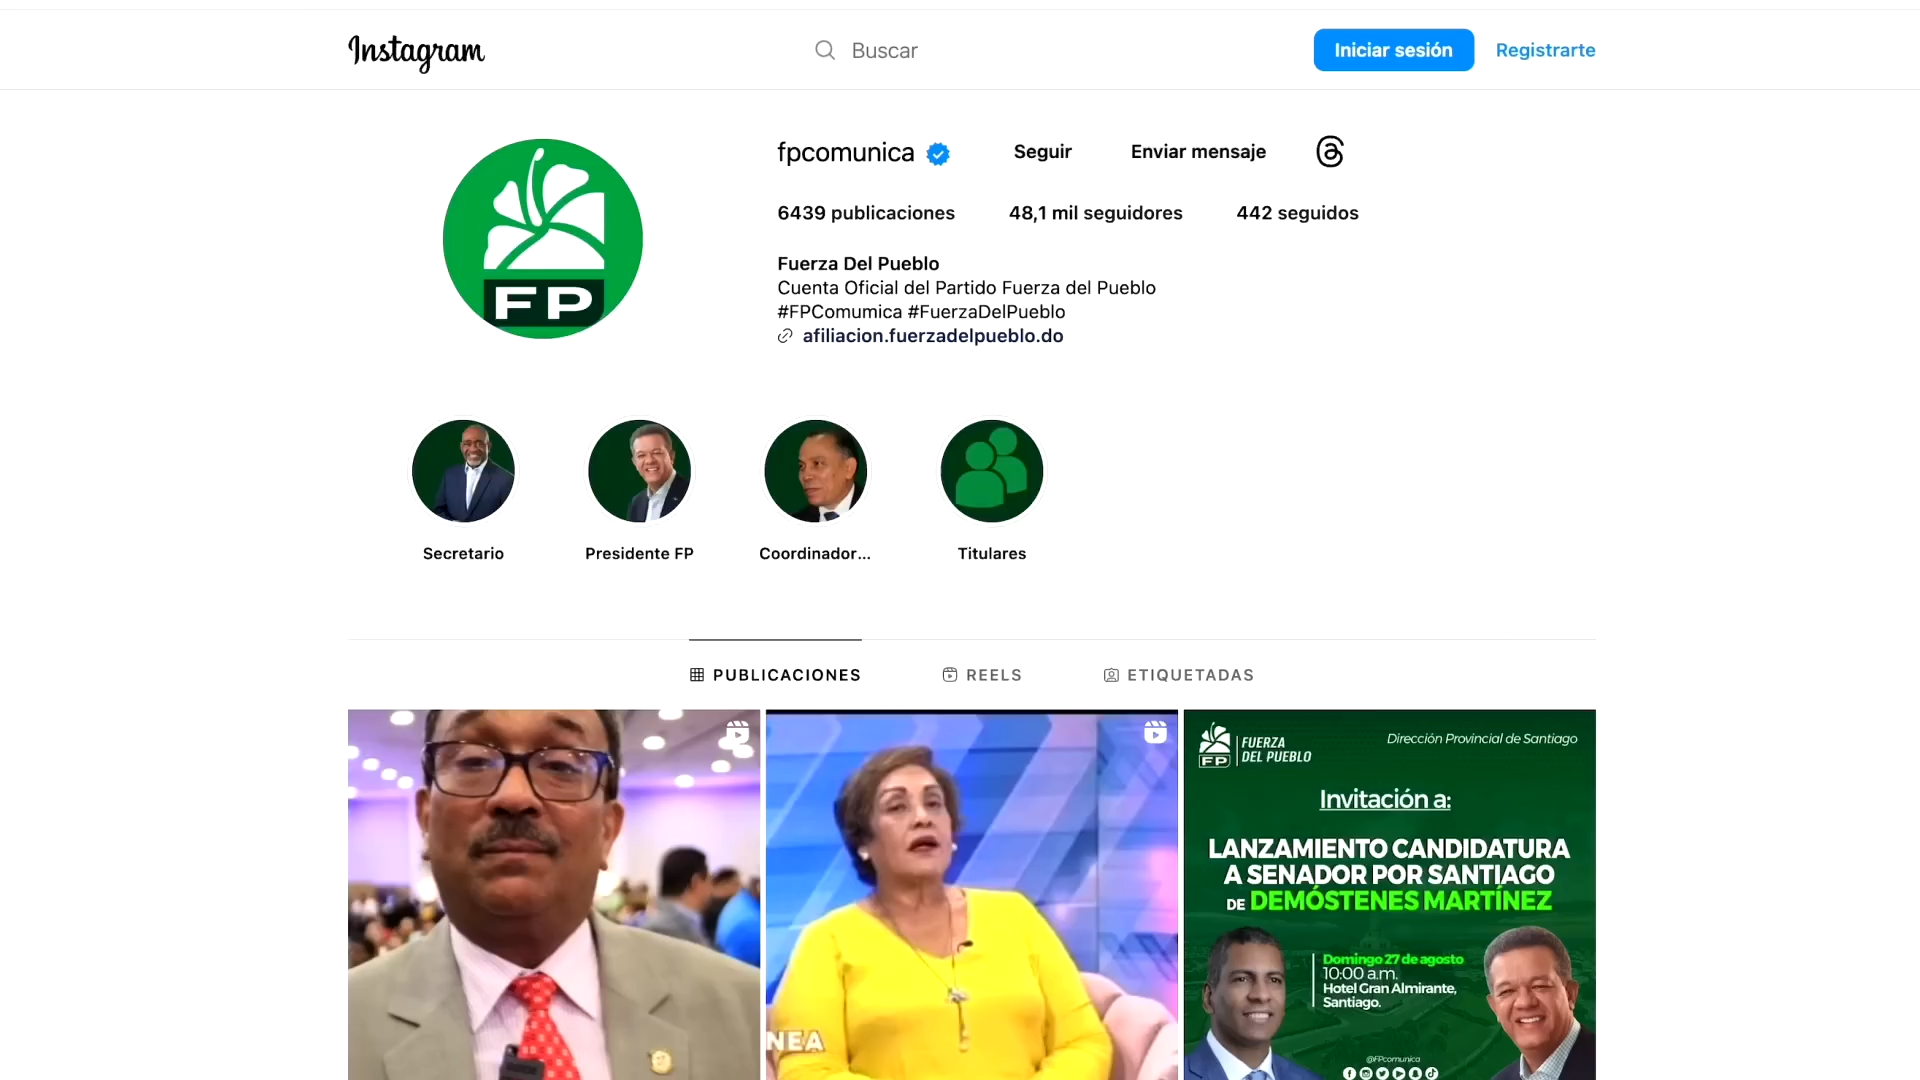 Instagram
Buscar
Iniciar sesión
Registrarte
FP
fpcomunica
Seguir
Enviar mensaje
6439 publicaciones
48,1 mil seguidores
442 seguidos
Fuerza Del Pueblo
Cuenta Oficial del Partido Fuerza del Pueblo
#FPComumica #FuerzaDelPueblo
afiliacion.fuerzadelpueblo.do
Secretario
Presidente FP
Coordinador...
Titulares
PUBLICACIONES
REELS
ETIQUETADAS
NEA
FP
FUERZA
DEL PUEBLO
Dirección Provincial de Santiago
Invitación a:
LANZAMIENTO CANDIDATURA
A SENADOR POR SANTIAGO
DE DEMÓSTENES MARTÍNEZ
Domingo 27 de agosto
10:00 a.m.
Hotel Gran Almirante,
Santiago.
@FPcomunica